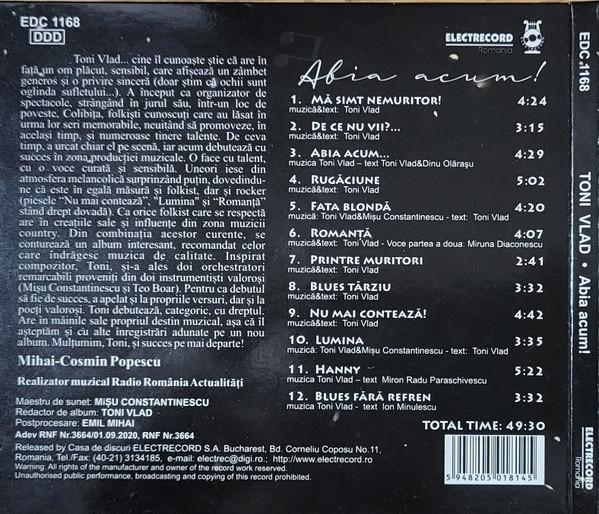 EDC 1168
DDD
Toni Vlad... cine îl cunoaște știe că are în
față un om plăcut, sensibil, care afișează un zâmbet
generos și o privire sinceră (doar știm că ochii sunt
oglinda sufletului...). A început ca organizator de
spectacole, strângând în jurul său, într-un loc de
poveste, Colibița, folkiști cunoscuți care au lăsat în
urma lor seri memorabile, neuitând să promoveze, în
același timp, și numeroase tinere talente. De ceva
timp, a urcat chiar el pe scenă, iar acum debutează cu
succes în zona producției muzicale. O face cu talent,
cu o voce curată și sensibilă. Uneori iese din
atmosfera melancolică surprinzând puțin, dovedindu-
ne că este în egală măsură și folkist, dar și rocker
(piesele “Nu mai contează”, "Lumina" și “Romanță”
stând drept dovadă). Ca orice folkist care se respectă
are în creațiile sale și influențe din zona muzicii
country. Din combinația acestor curente, se
conturează un album interesant, recomandat celor
care îndrăgesc muzica de calitate. Inspirat
compozitor, Toni, și-a ales doi orchestratori
remarcabili proveniți din doi instrumentiști valoroși
(Mișu Constantinescu și Teo Boar). Pentru ca debutul
să fie de succes, a apelat și la propriile versuri, dar și la
poeți valoroși. Toni debutează, categoric, cu dreptul.
Are în mâinile sale propriul destin muzical, așa că îl
așteptăm și cu alte înregistrări adunate pe un nou
album. Mulțumim, Toni, și succes pe mai departe!
Mihai-Cosmin Popescu
Realizator muzical Radio România Actualități
Maestru de sunet: MIȘU CONSTANTINESCU
Redactor de album: TONI VLAD
Postprocesare: EMIL MIHAI
Adev RNF Nr.3664/01.09.2020, RNF Nr.3664
Released by Casa de discuri ELECTRECORD S.A. Bucharest, Bd. Corneliu Coposu No.11,
Romania, Tel./Fax: (40-21) 3134185, e-mail: electrec@digi.ro.; http://www.electrecord.ro
Warning: All rights of the manufacturer and owner of the record work reserved.
Unauthorised public performance, broadcasting and copying of this record prohibited.
ELECTRECORD
Romania
Abia acum!
1. MĂ SIMT NEMURITOR! 4:24
muzică&text: Toni Vlad
2. DE CE NU VII?... 3:15
muzică&text: Toni Vlad
3. ABIA ACUM... 4:29
muzica Toni Vlad – text Toni Vlad&Dinu Olărașu
4. RUGĂCIUNE 5:02
muzică&text: Toni Vlad
5. FATA BLONDĂ 4:20
muzică: Toni Vlad&Mișu Constantinescu - text: Toni Vlad
6. ROMANȚĂ 4:07
muzică&text: Toni Vlad - Voce partea a doua: Miruna Diaconescu
7. PRINTRE MURITORI 2:41
muzică&text: Toni Vlad
8. BLUES TÂRZIU 3:32
muzică&text: Toni Vlad
9. NU MAI CONTEAZĂ! 4:42
muzică&text: Toni Vlad
10. LUMINA 3:35
muzică: Toni Vlad&Mișu Constantinescu - text: Toni Vlad
11. HANNY 5:22
muzica Toni Vlad – text Miron Radu Paraschivescu
12. BLUES FĂRĂ REFREN 3:32
muzica Toni Vlad - text Ion Minulescu
TOTAL TIME: 49:30
5 948205 018145
EDC 1168
TONI VLAD • Abia acum!
ELECTRECORD
Romania